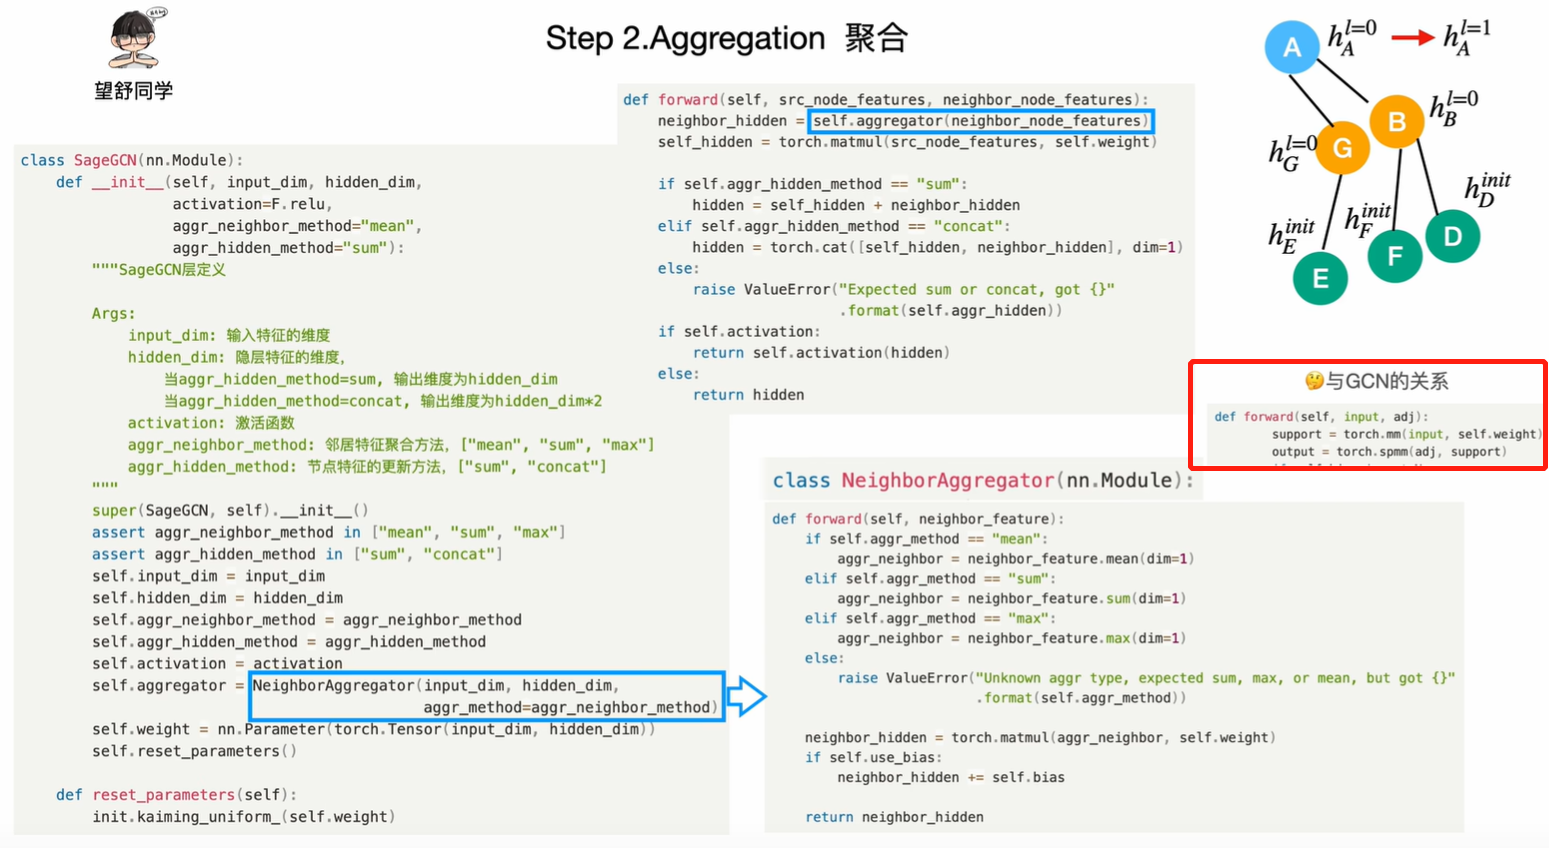 Step 2.Aggregation 聚合
望舒同学
class SageGCN(nn.Module):
def __init__(self, input_dim, hidden_dim,
activation=F.relu,
aggr_neighbor_method="mean",
aggr_hidden_method="sum"):
"""SageGCN层定义
Args:
input_dim: 输入特征的维度
hidden_dim: 隐层特征的维度,
当aggr_hidden_method=sum, 输出维度为hidden_dim
当aggr_hidden_method=concat, 输出维度为hidden_dim*2
activation: 激活函数
aggr_neighbor_method: 邻居特征聚合方法, ["mean", "sum", "max"]
aggr_hidden_method: 节点特征的更新方法, ["sum", "concat"]
"""
super(SageGCN, self).__init__()
assert aggr_neighbor_method in ["mean", "sum", "max"]
assert aggr_hidden_method in ["sum", "concat"]
self.input_dim = input_dim
self.hidden_dim = hidden_dim
self.aggr_neighbor_method = aggr_neighbor_method
self.aggr_hidden_method = aggr_hidden_method
self.activation = activation
self.aggregator = NeighborAggregator(input_dim, hidden_dim,
aggr_method=aggr_neighbor_method)
self.weight = nn.Parameter(torch.Tensor(input_dim, hidden_dim))
self.reset_parameters()
def reset_parameters(self):
init.kaiming_uniform_(self.weight)
def forward(self, src_node_features, neighbor_node_features):
neighbor_hidden = self.aggregator(neighbor_node_features)
self_hidden = torch.matmul(src_node_features, self.weight)
if self.aggr_hidden_method == "sum":
hidden = self_hidden + neighbor_hidden
elif self.aggr_hidden_method == "concat":
hidden = torch.cat([self_hidden, neighbor_hidden], dim=1)
else:
raise ValueError("Expected sum or concat, got {}"
.format(self.aggr_hidden))
if self.activation:
return self.activation(hidden)
else:
return hidden
class NeighborAggregator(nn.Module):
def forward(self, neighbor_feature):
if self.aggr_method == "mean":
aggr_neighbor = neighbor_feature.mean(dim=1)
elif self.aggr_method == "sum":
aggr_neighbor = neighbor_feature.sum(dim=1)
elif self.aggr_method == "max":
aggr_neighbor = neighbor_feature.max(dim=1)
else:
raise ValueError("Unknown aggr type, expected sum, max, or mean, but got {}"
.format(self.aggr_method))
neighbor_hidden = torch.matmul(aggr_neighbor, self.weight)
if self.use_bias:
neighbor_hidden += self.bias
return neighbor_hidden
A h_A^{l=0} → h_A^{l=1}
B h_B^{l=0}
h_G^{l=0} G
h_D^{init}
h_E^{init} h_F^{init} D
E F
🤔与GCN的关系
def forward(self, input, adj):
support = torch.mm(input, self.weight)
output = torch.spmm(adj, support)